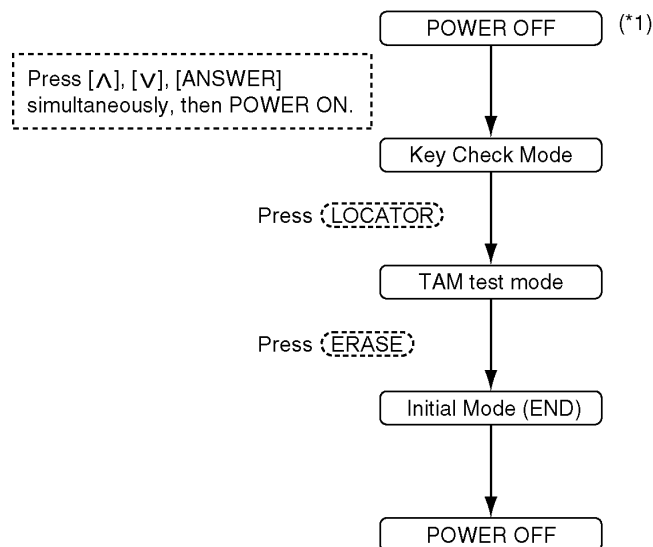 POWER OFF (*1)
Press [∧], [∨], [ANSWER]
simultaneously, then POWER ON.
Key Check Mode
Press LOCATOR
TAM test mode
Press ERASE
Initial Mode (END)
POWER OFF